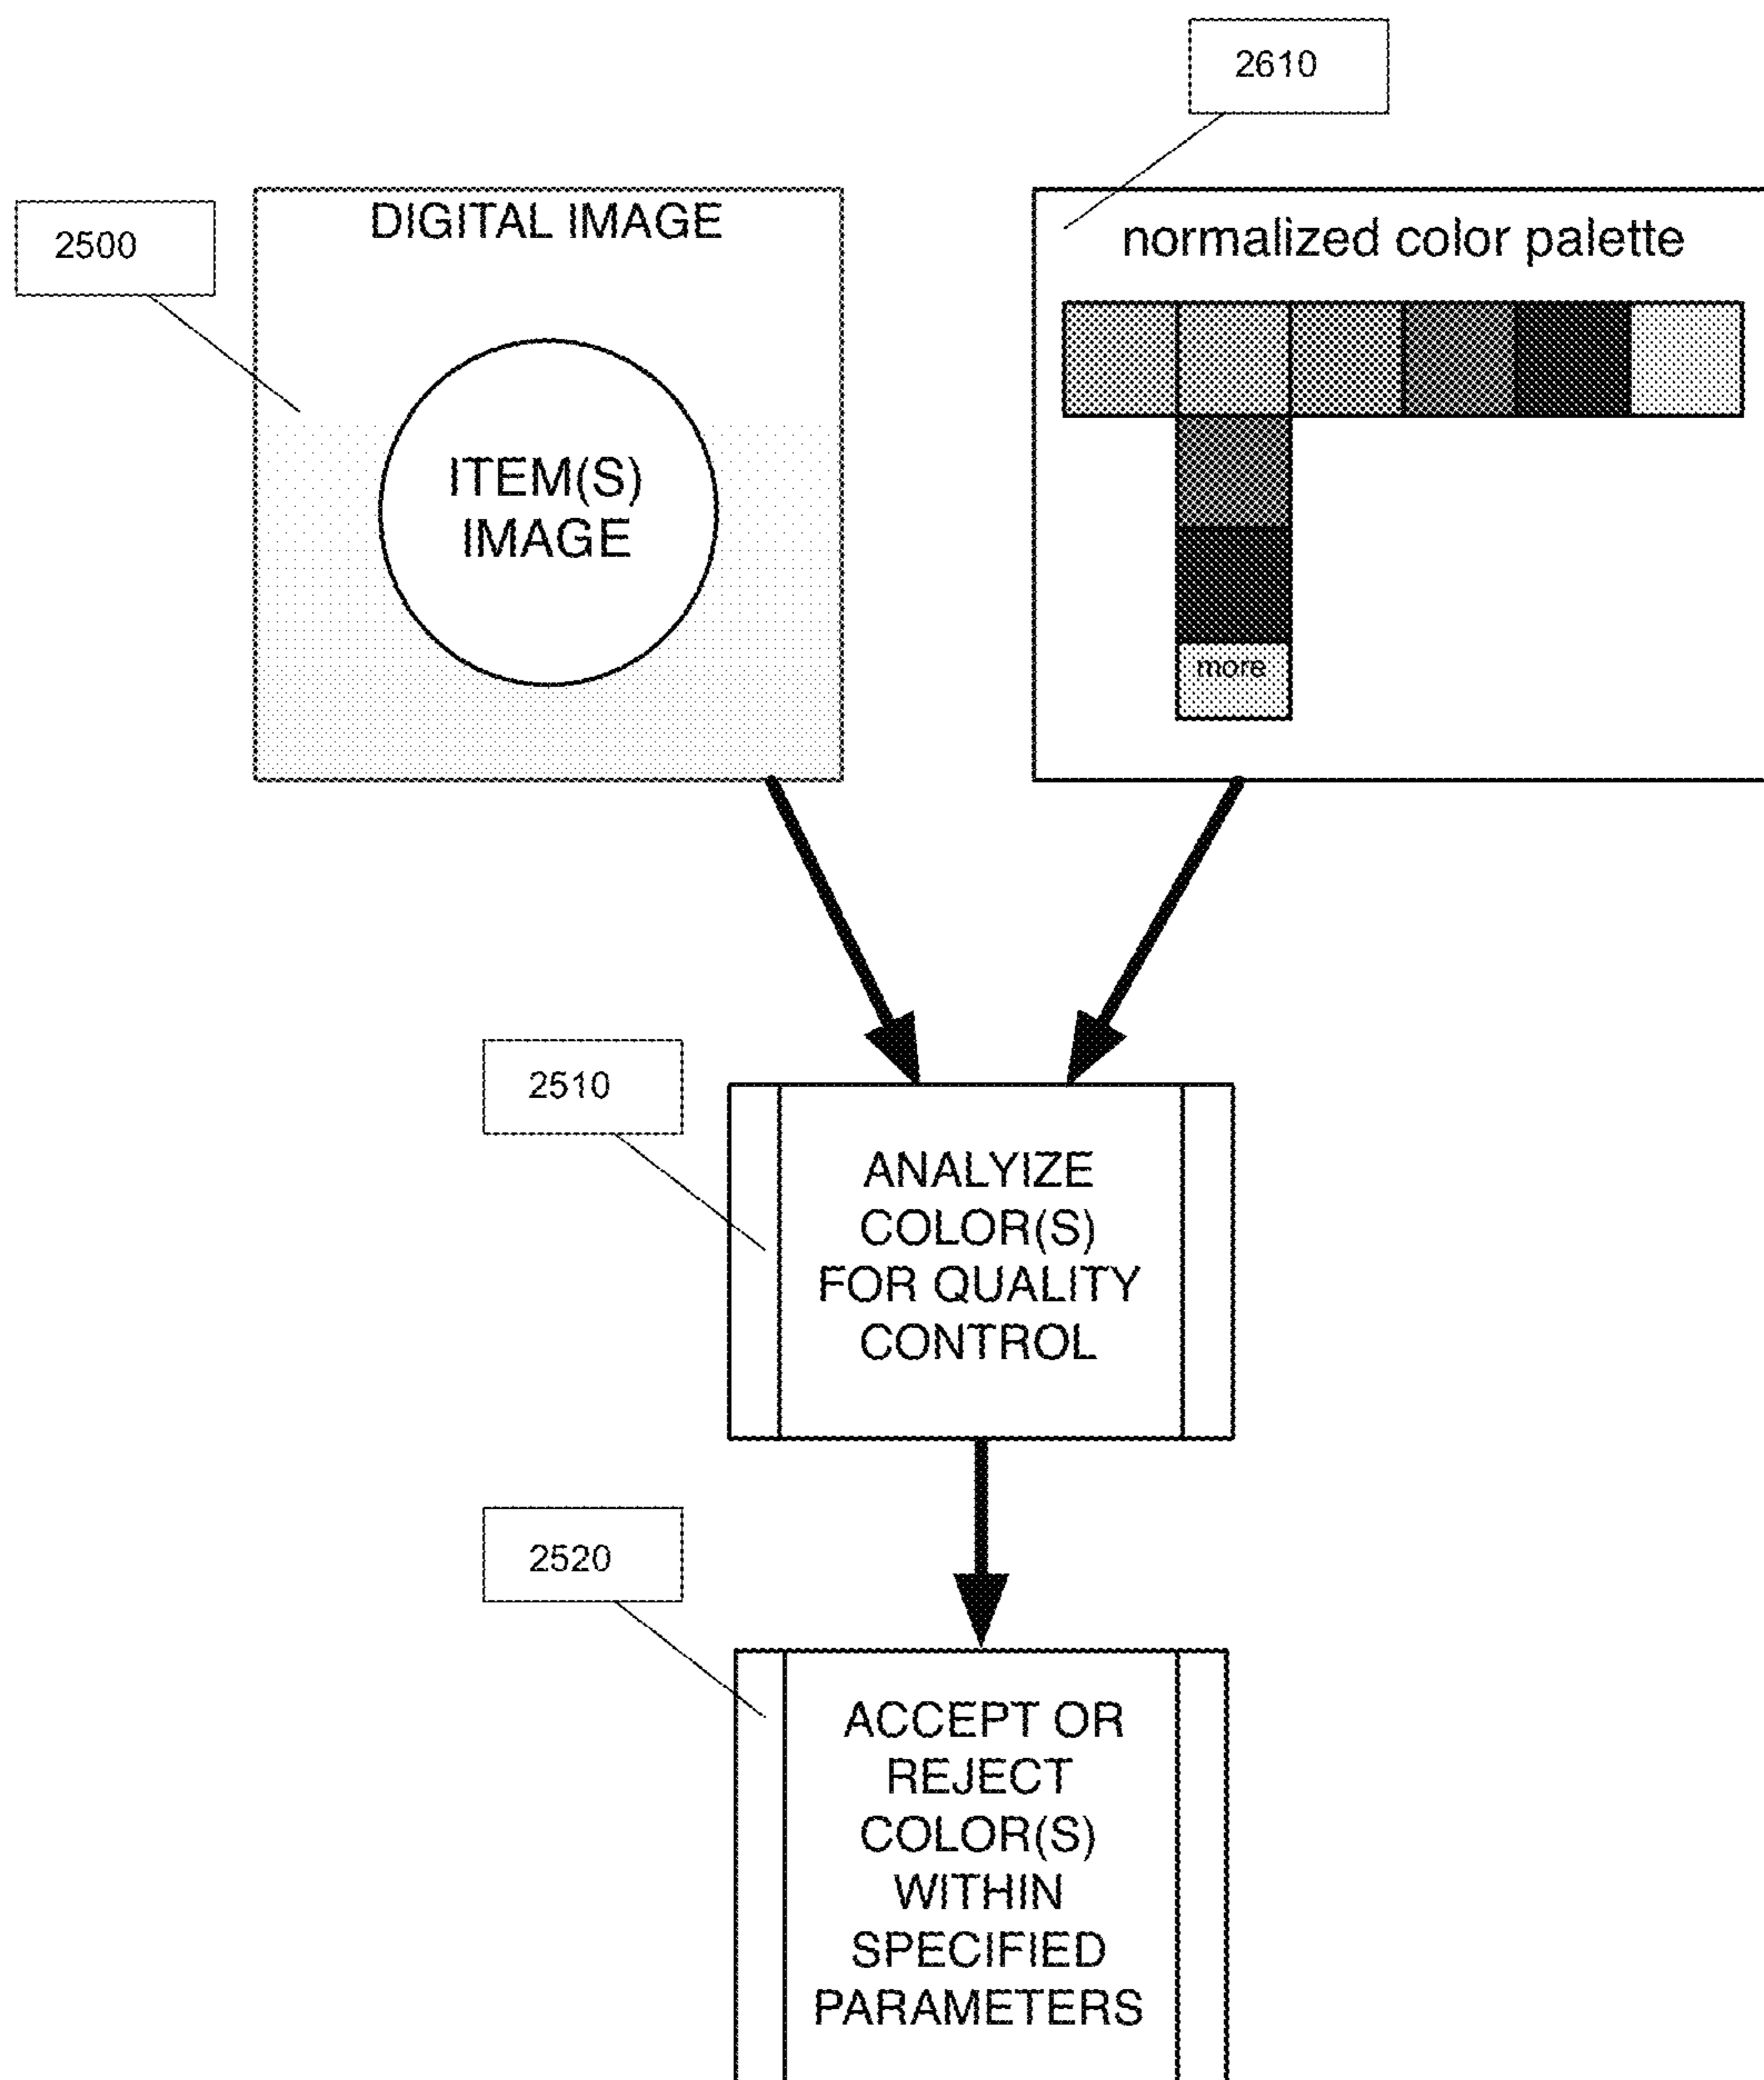 2610
2500
DIGITAL IMAGE
normalized color palette
ITEM(S)
IMAGE
more
2510
ANALYIZE
COLOR(S)
FOR QUALITY
CONTROL
2520
ACCEPT OR
REJECT
COLOR(S)
WITHIN
SPECIFIED
PARAMETERS